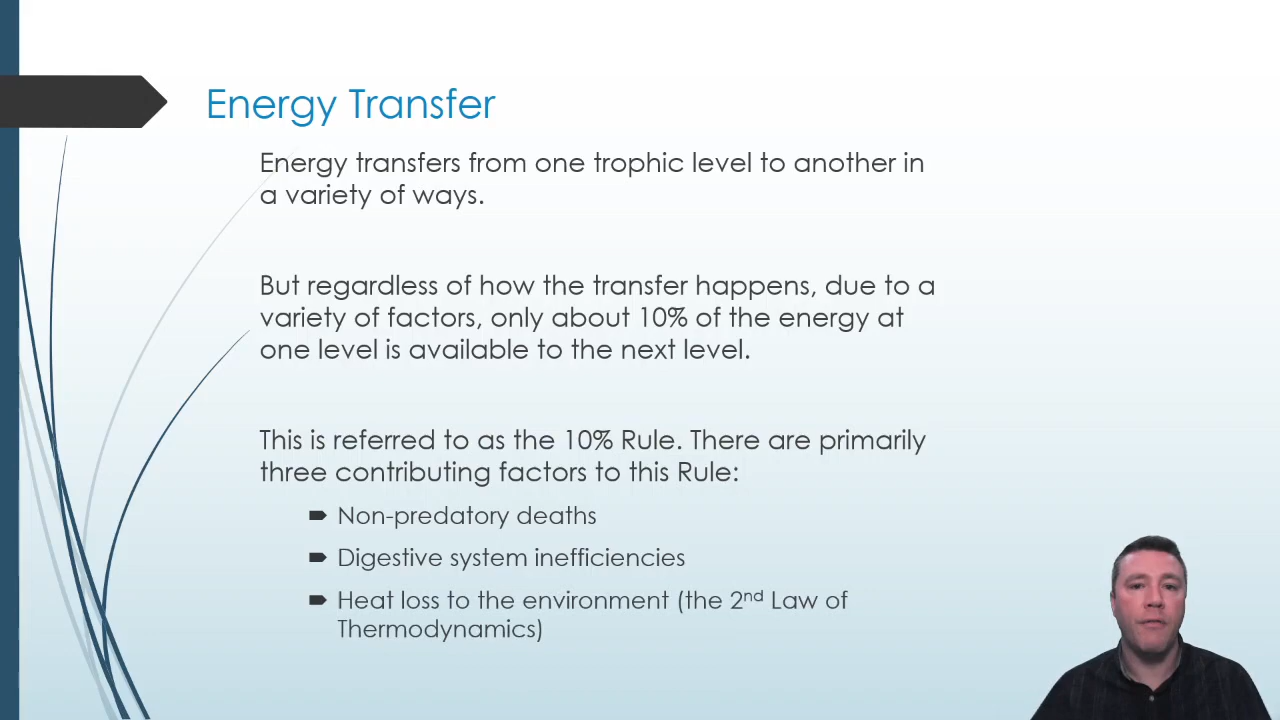 Energy Transfer
Energy transfers from one trophic level to another in
a variety of ways.
But regardless of how the transfer happens, due to a
variety of factors, only about 10% of the energy at
one level is available to the next level.
This is referred to as the 10% Rule. There are primarily
three contributing factors to this Rule:
Non-predatory deaths
Digestive system inefficiencies
Heat loss to the environment (the 2nd Law of
Thermodynamics)